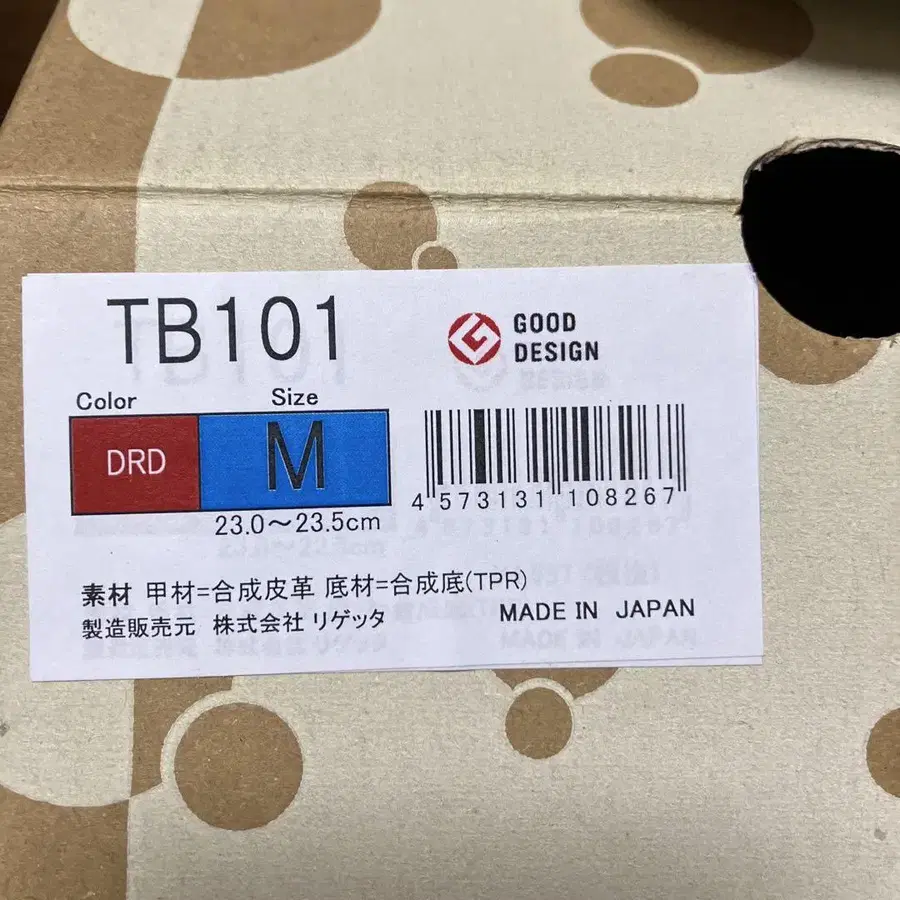 TB101
GOOD
DESIGN
Color
Size
DRD
M
23.0～23.5cm
4 573131 108267
素材 甲材=合成皮革 底材=合成底(TPR)
製造販売元 株式会社 リゲッタ
MADE IN JAPAN